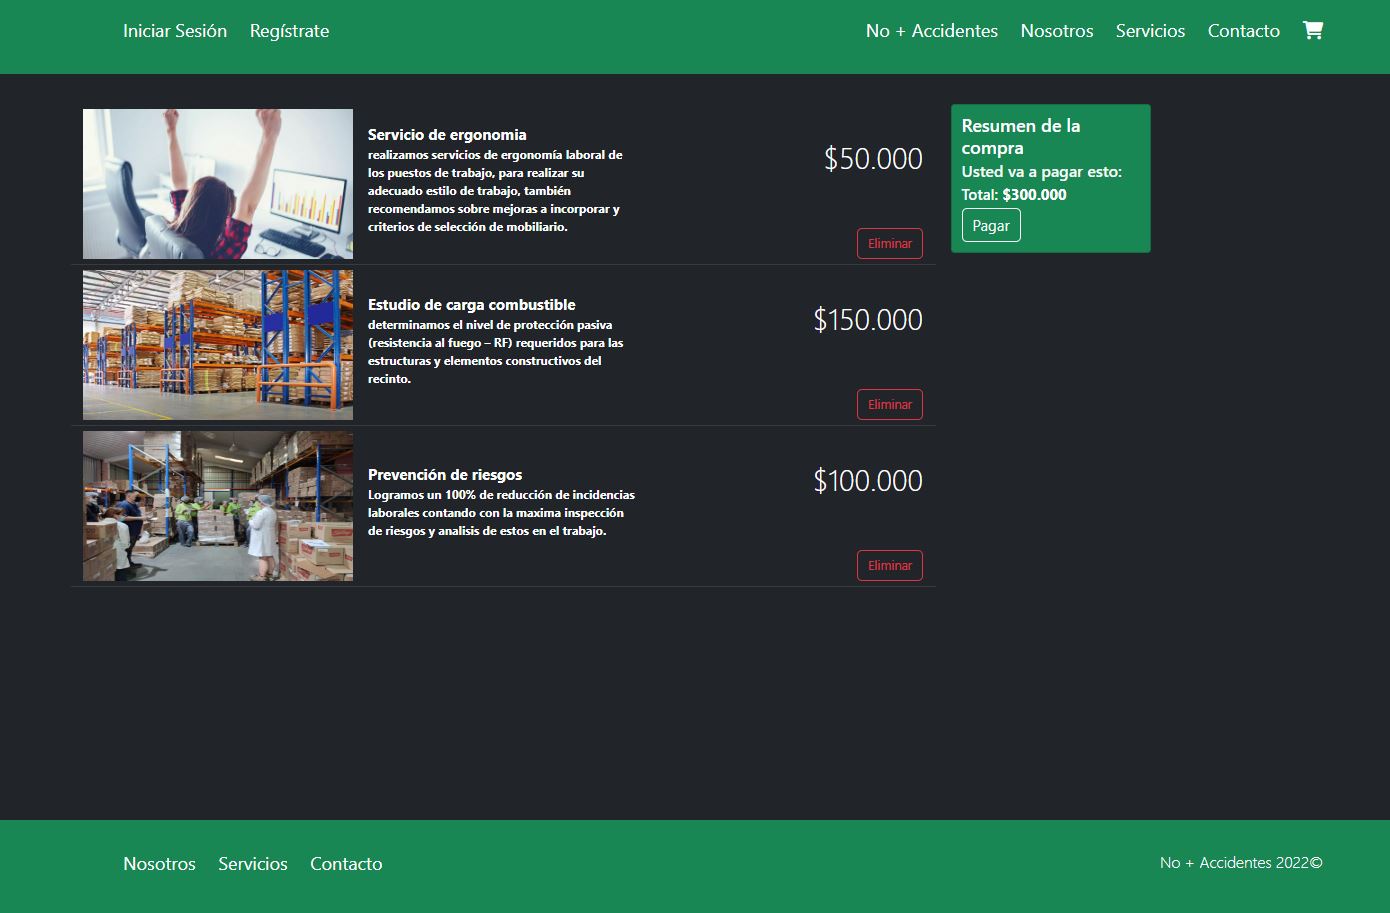 Iniciar Sesión Regístrate No + Accidentes Nosotros Servicios Contacto
Servicio de ergonomia
realizamos servicios de ergonomía laboral de
los puestos de trabajo, para realizar su
adecuado estilo de trabajo, también
recomendamos sobre mejoras a incorporar y
criterios de selección de mobiliario.
$50.000
Eliminar
Estudio de carga combustible
determinamos el nivel de protección pasiva
(resistencia al fuego – RF) requeridos para las
estructuras y elementos constructivos del
recinto.
$150.000
Eliminar
Prevención de riesgos
Logramos un 100% de reducción de incidencias
laborales contando con la maxima inspección
de riesgos y analisis de estos en el trabajo.
$100.000
Eliminar
Resumen de la
compra
Usted va a pagar esto:
Total: $300.000
Pagar
Nosotros Servicios Contacto No + Accidentes 2022©